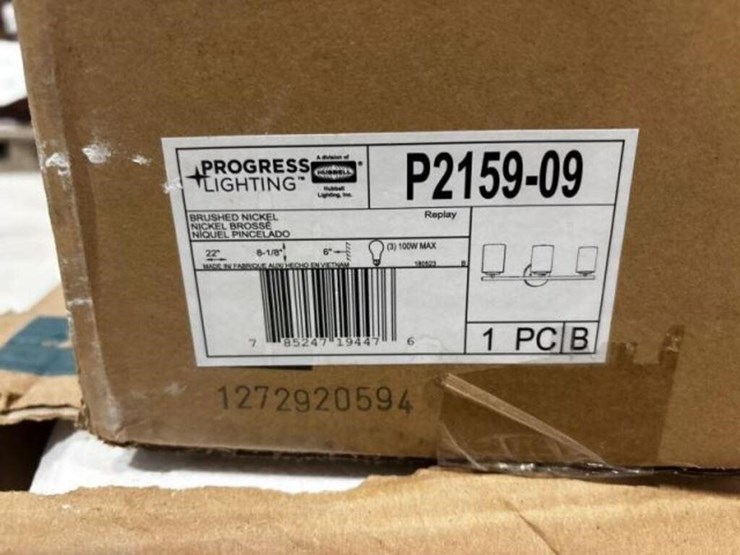 PROGRESS
LIGHTING™
A division of
HUBBELL®
Hubbell
Lighting, Inc.
P2159-09
BRUSHED NICKEL
NICKEL BROSSÉ
NIQUEL PINCELADO
Replay
22" 8-1/8" 6" (3) 100W MAX
MADE IN/ FABRIQUÉ AU/ HECHO EN VIETNAM B
7 85247 19447 6
1 PC B
1272920594